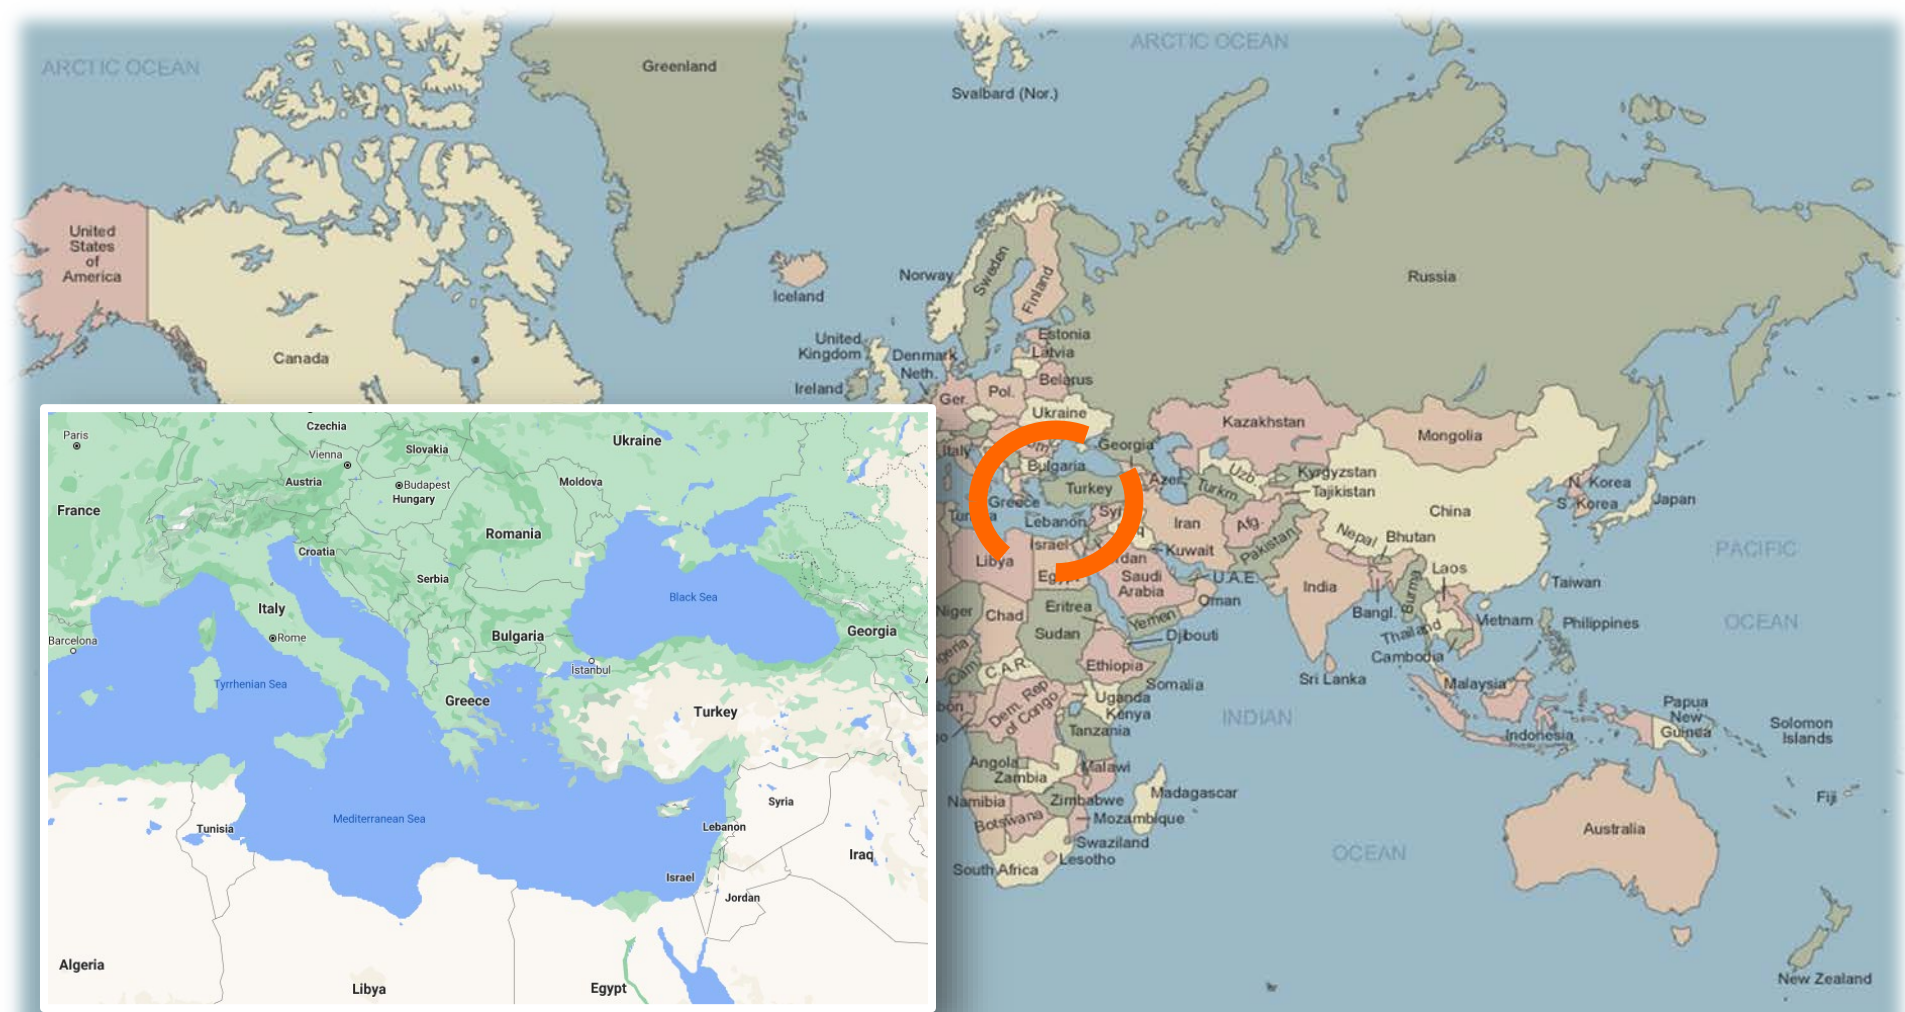 ARCTIC OCEAN
ARCTIC OCEAN
Greenland
Svalbard (Nor.)
United
States
of
America
Canada
Iceland
Norway
Sweden
Finland
Russia
United
Kingdom
Ireland
Denmark
Neth.
Estonia
Latvia
Belarus
Ger.
Pol.
Ukraine
Kazakhstan
Mongolia
Georgia
Italy
Bulgaria
Turkey
Azer.
Uzb.
Turkm.
Kyrgyzstan
Tajikistan
Greece
Lebanon
Israel
Iran
Afg.
Pakistan
Nepal
Bhutan
China
N. Korea
S. Korea
Japan
Libya
Kuwait
Saudi
Arabia
U.A.E.
Oman
Yemen
India
Bangl.
Burma
Laos
Taiwan
PACIFIC
OCEAN
Niger
Chad
Eritrea
Sudan
Djibouti
Ethiopia
Somalia
C.A.R.
Cam.
Dem. Rep.
of Congo
Uganda
Kenya
Tanzania
Sri Lanka
Thailand
Vietnam
Cambodia
Philippines
Malaysia
Indonesia
Papua
New
Guinea
Solomon
Islands
INDIAN
OCEAN
Angola
Zambia
Malawi
Namibia
Zimbabwe
Botswana
Mozambique
Madagascar
Swaziland
Lesotho
South Africa
Australia
Fiji
New Zealand
Paris
Czechia
Vienna
Slovakia
Ukraine
Austria
Budapest
Hungary
Moldova
France
Romania
Croatia
Serbia
Black Sea
Italy
Rome
Bulgaria
Georgia
Barcelona
İstanbul
Tyrrhenian Sea
Greece
Turkey
Tunisia
Mediterranean Sea
Syria
Lebanon
Iraq
Israel
Jordan
Algeria
Libya
Egypt